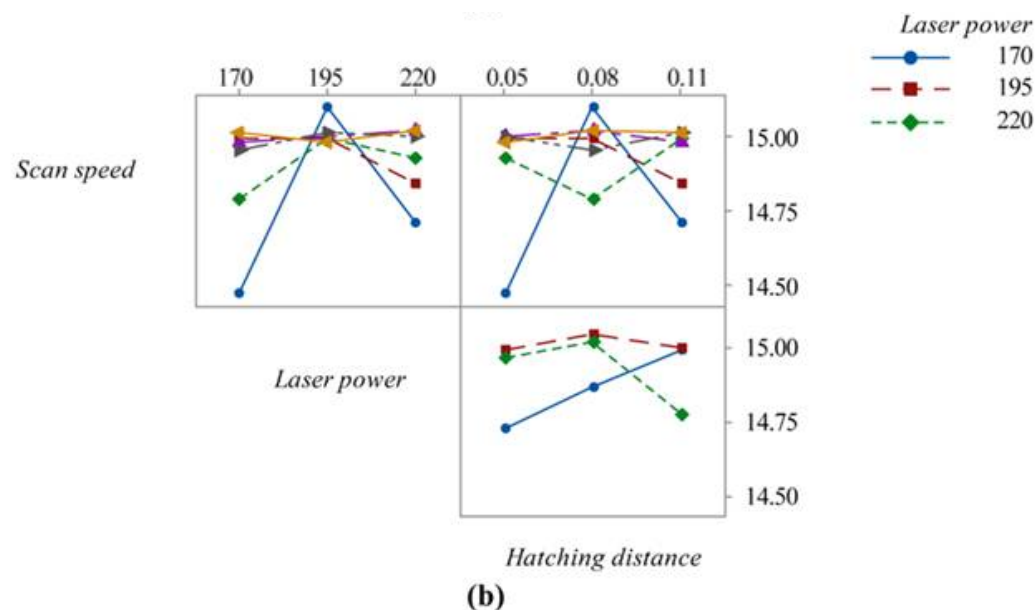 Laser power
170
195
220
170 195 220 0.05 0.08 0.11
Scan speed
15.00
14.75
14.50
Laser power
15.00
14.75
14.50
Hatching distance
(b)